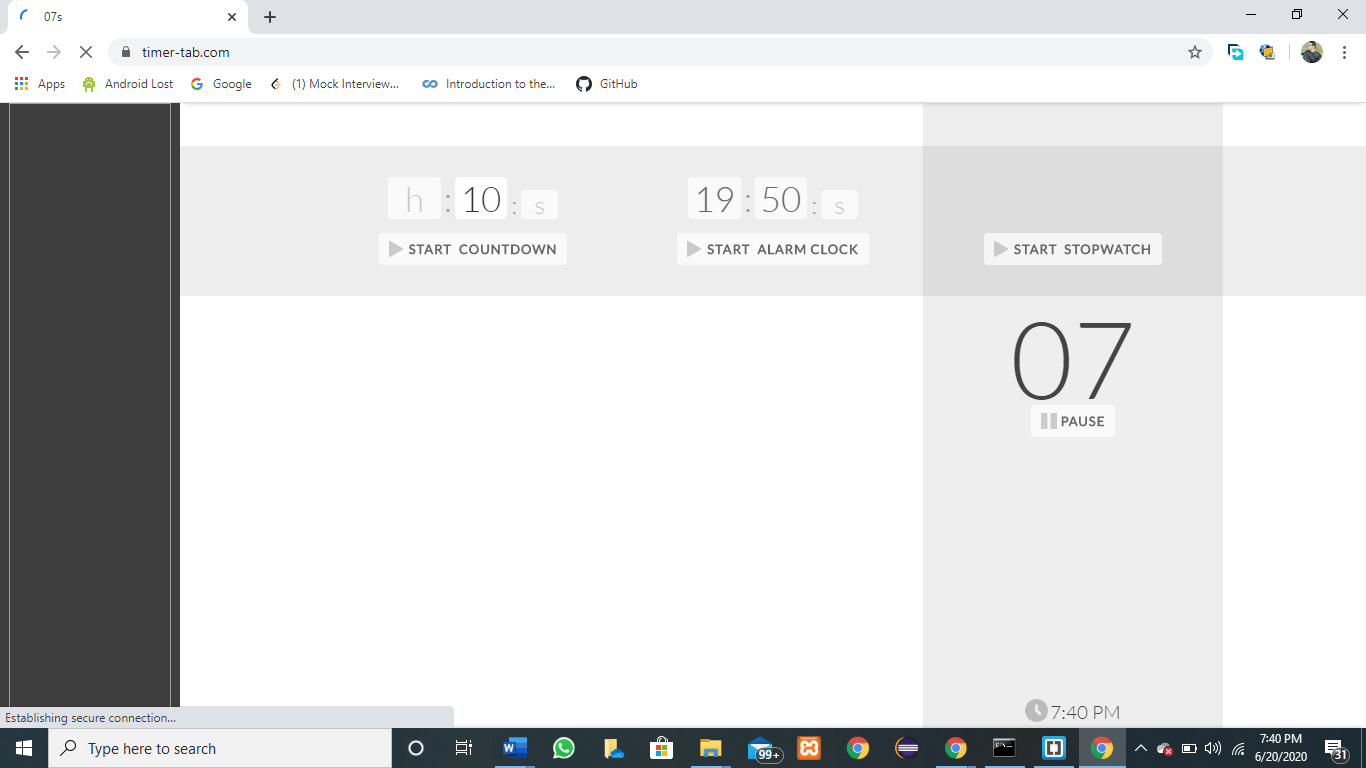 07s
timer-tab.com
Apps Android Lost Google (1) Mock Interview... Introduction to the... GitHub
h : 10 : s
19 : 50 : s
START COUNTDOWN
START ALARM CLOCK
START STOPWATCH
07
PAUSE
7:40 PM
Establishing secure connection...
Type here to search
99+
7:40 PM
6/20/2020
31